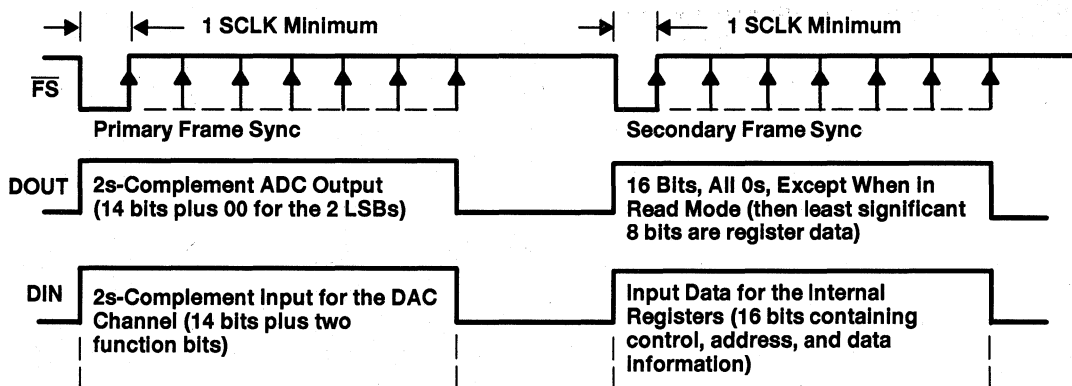 1 SCLK Minimum
1 SCLK Minimum
FS
Primary Frame Sync
Secondary Frame Sync
DOUT
2s-Complement ADC Output
(14 bits plus 00 for the 2 LSBs)
16 Bits, All 0s, Except When in
Read Mode (then least significant
8 bits are register data)
DIN
2s-Complement Input for the DAC
Channel (14 bits plus two
function bits)
Input Data for the Internal
Registers (16 bits containing
control, address, and data
information)